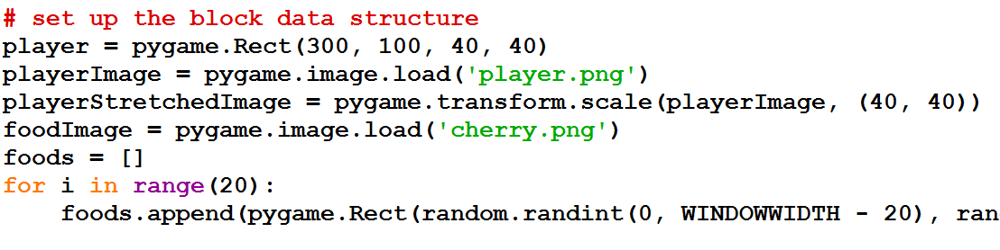 # set up the block data structure
player = pygame.Rect(300, 100, 40, 40)
playerImage = pygame.image.load('player.png')
playerStretchedImage = pygame.transform.scale(playerImage, (40, 40))
foodImage = pygame.image.load('cherry.png')
foods = []
for i in range(20):
    foods.append(pygame.Rect(random.randint(0, WINDOWWIDTH - 20), ran